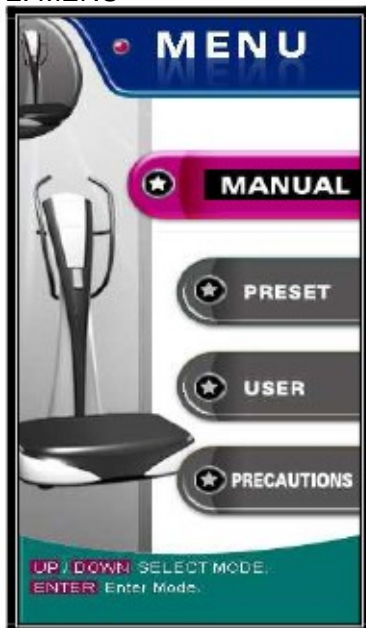 MENU
MANUAL
PRESET
USER
PRECAUTIONS
UP / DOWN SELECT MODE.
ENTER Enter Mode.